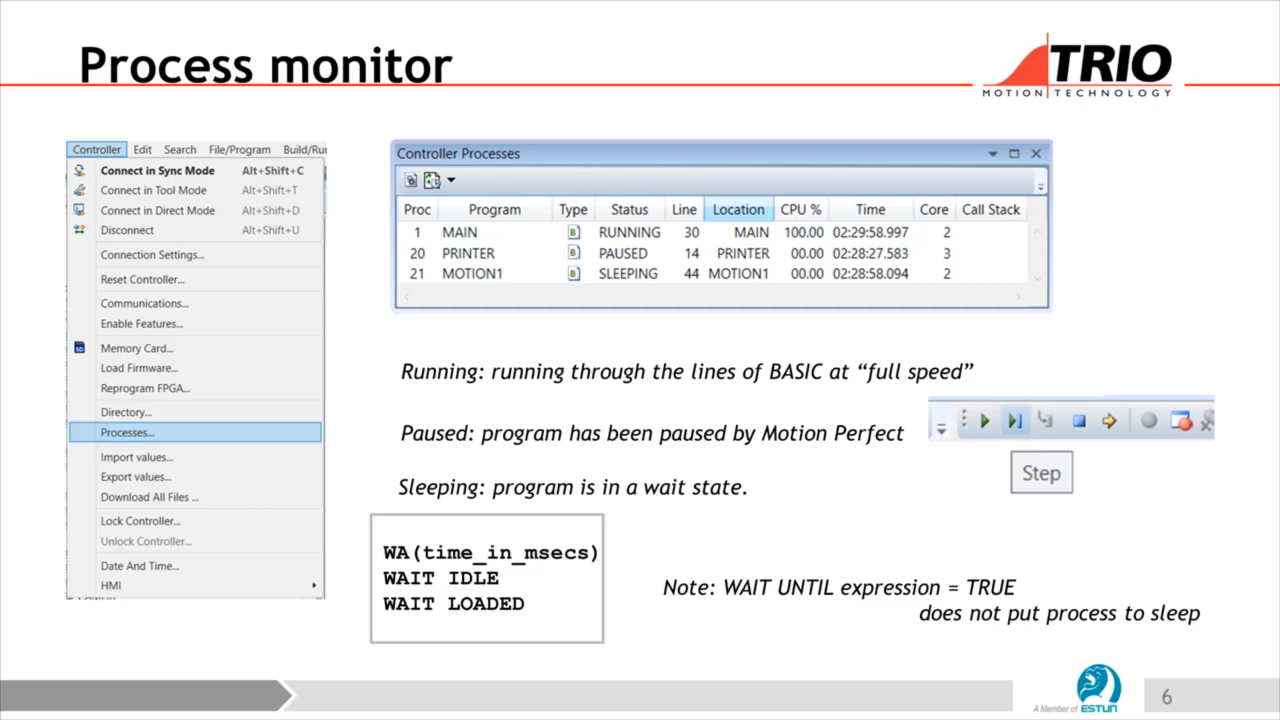 Process monitor
TRIO
MOTION TECHNOLOGY
Controller Edit Search File/Program Build/Ru
Connect in Sync Mode Alt+Shift+C
Connect in Tool Mode Alt+Shift+T
Connect in Direct Mode Alt+Shift+D
Disconnect Alt+Shift+U
Connection Settings...
Reset Controller...
Communications...
Enable Features...
Memory Card...
Load Firmware...
Reprogram FPGA...
Directory...
Processes...
Import values...
Export values...
Download All Files ...
Lock Controller...
Unlock Controller...
Date And Time...
HMI
Controller Processes
Proc Program Type Status Line Location CPU % Time Core Call Stack
1 MAIN B RUNNING 30 MAIN 100.00 02:29:58.997 2
20 PRINTER B PAUSED 14 PRINTER 00.00 02:28:27.583 3
21 MOTION1 B SLEEPING 44 MOTION1 00.00 02:28:58.094 2
Running: running through the lines of BASIC at “full speed”
Paused: program has been paused by Motion Perfect
Step
Sleeping: program is in a wait state.
WA(time_in_msecs)
WAIT IDLE
WAIT LOADED
Note: WAIT UNTIL expression = TRUE
does not put process to sleep
A Member of ESTUN
6